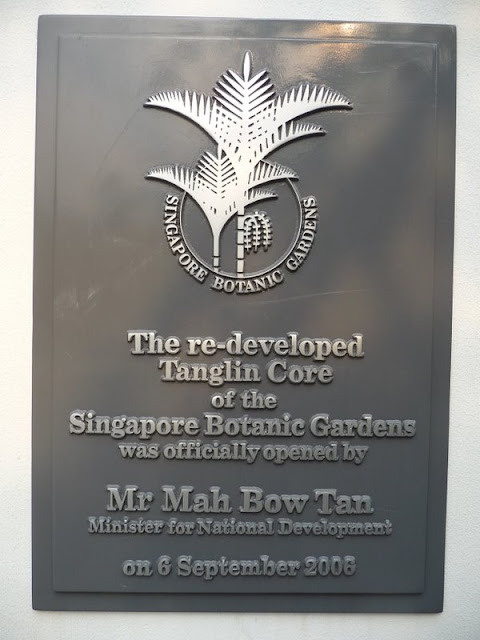 SINGAPORE BOTANIC GARDENS
The re-developed
Tanglin Core
of the
Singapore Botanic Gardens
was officially opened by
Mr Mah Bow Tan
Minister for National Development
on 6 September 2006